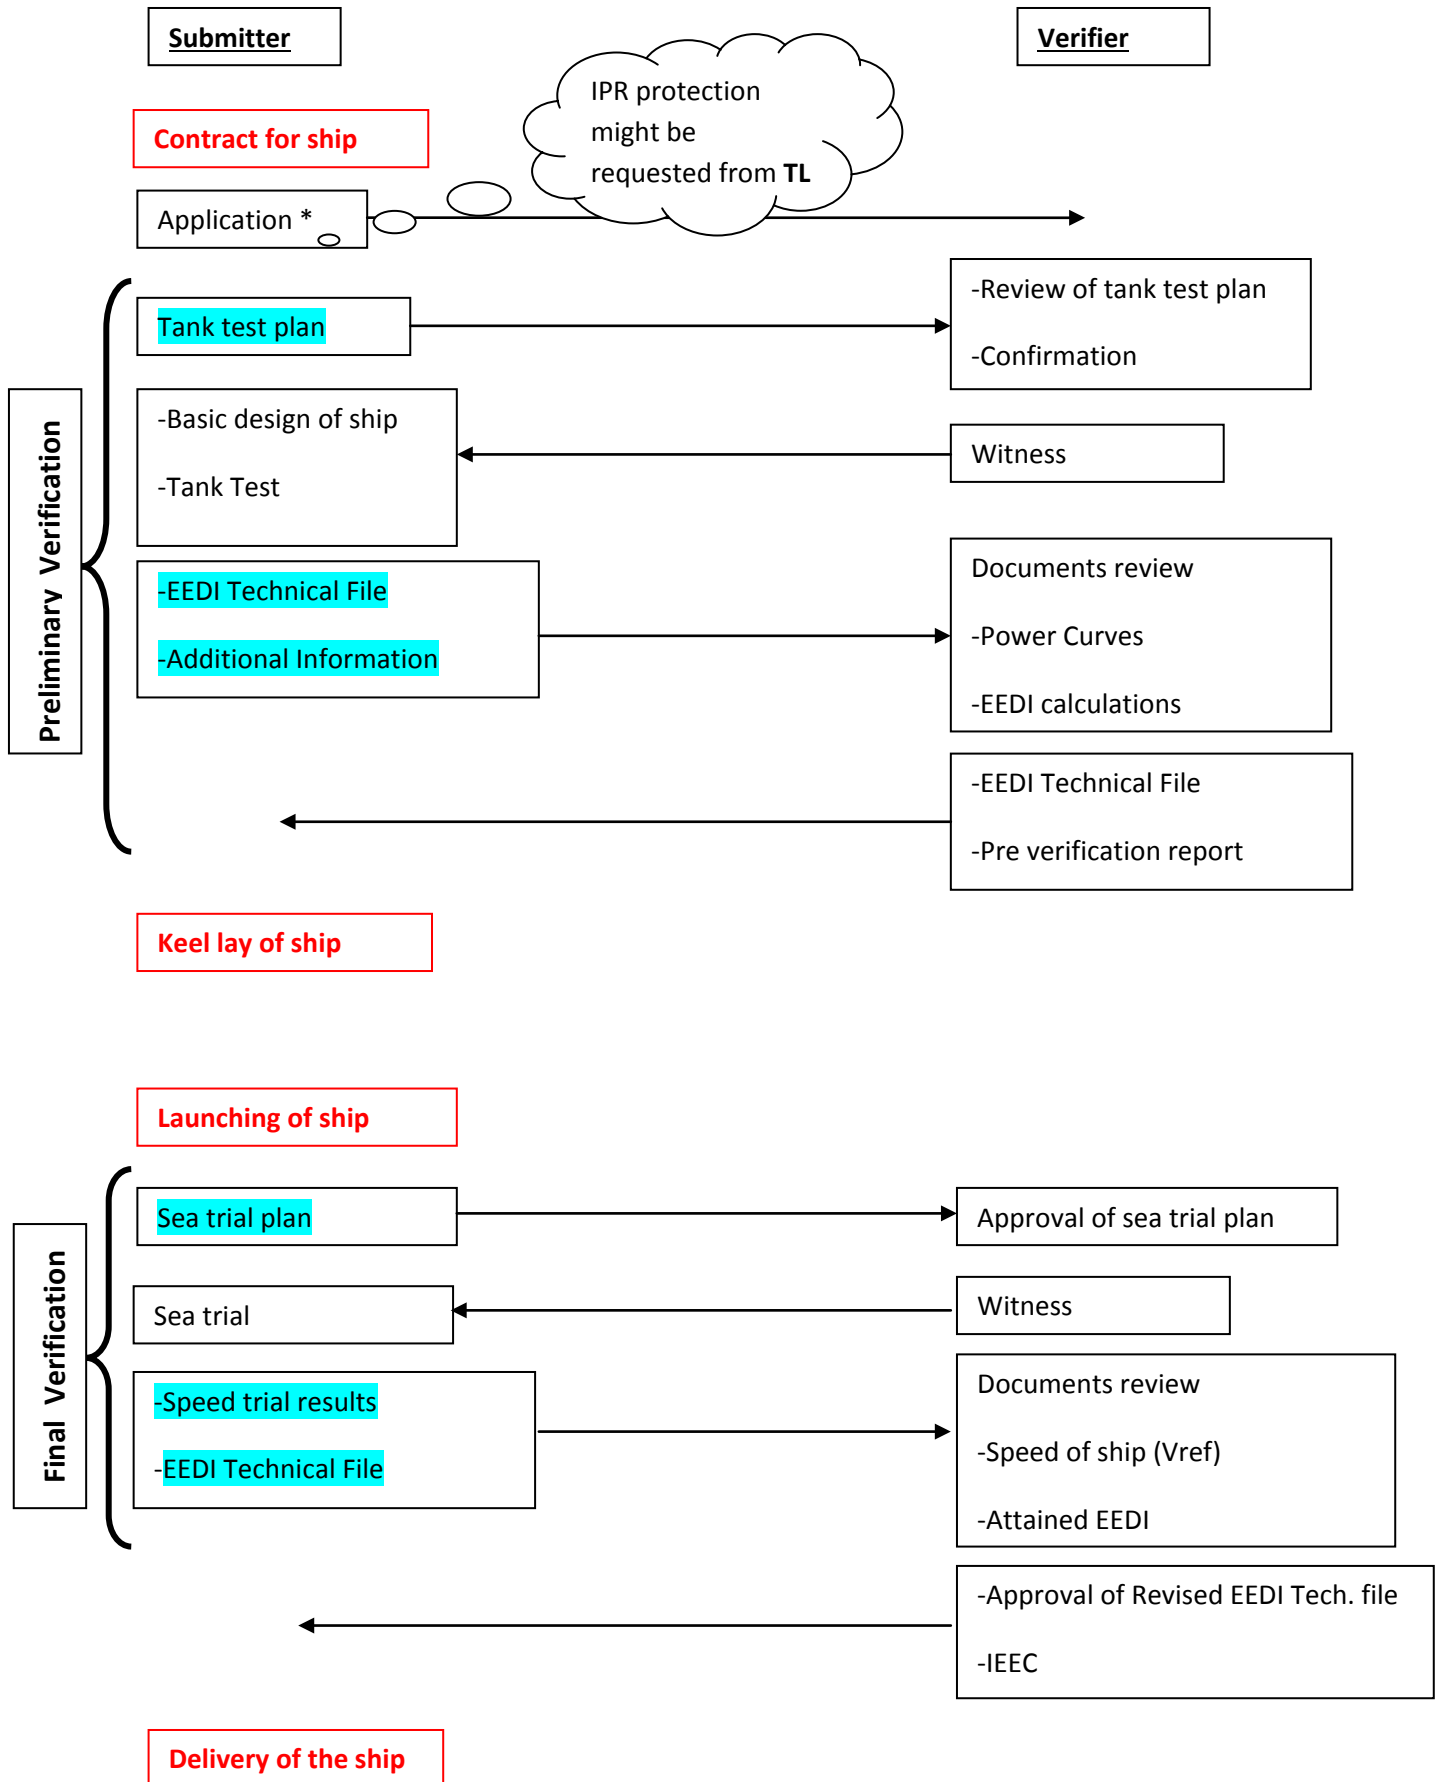 Submitter
Verifier
IPR protection
might be
requested from TL
Contract for ship
Application *
-Review of tank test plan
-Confirmation
Tank test plan
Preliminary Verification
-Basic design of ship
-Tank Test
Witness
-EEDI Technical File
-Additional Information
Documents review
-Power Curves
-EEDI calculations
-EEDI Technical File
-Pre verification report
Keel lay of ship
Launching of ship
Sea trial plan
Approval of sea trial plan
Final Verification
Sea trial
Witness
-Speed trial results
-EEDI Technical File
Documents review
-Speed of ship (Vref)
-Attained EEDI
-Approval of Revised EEDI Tech. file
-IEEC
Delivery of the ship